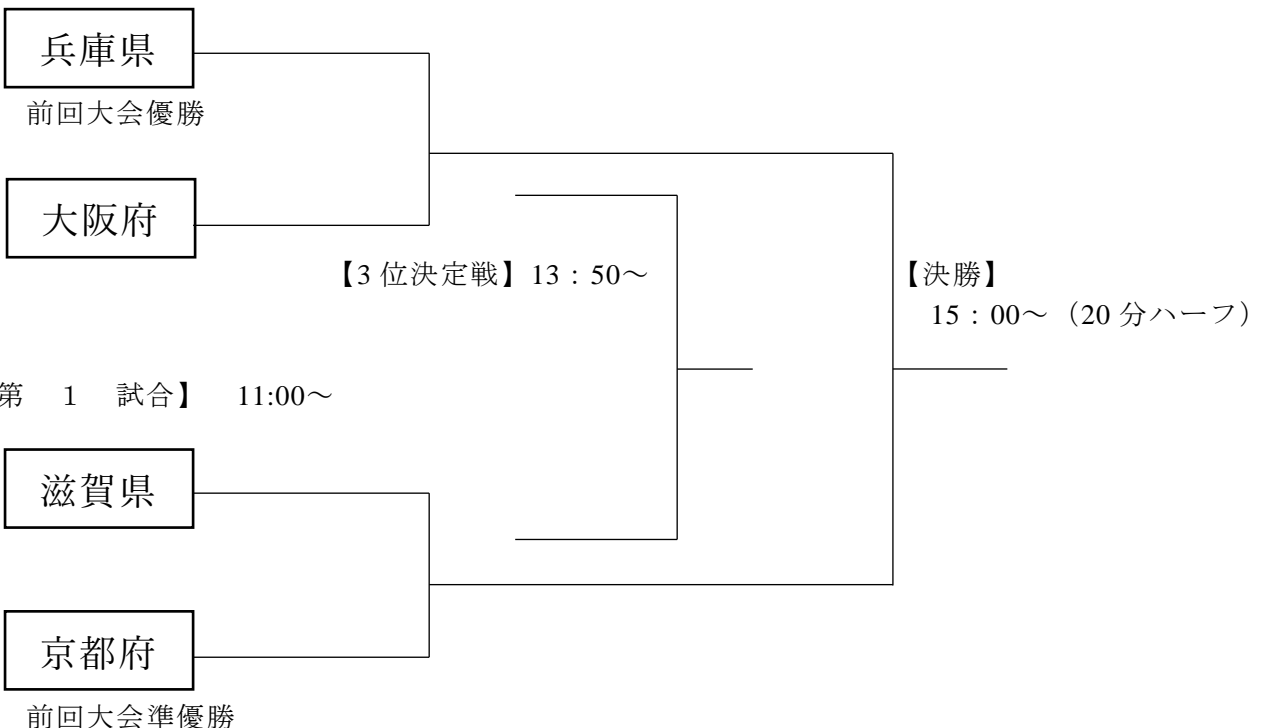 兵庫県
前回大会優勝
大阪府
【3 位決定戦】13：50～
【決勝】
15：00～（20 分ハーフ）
第　１　試合】　11:00～
滋賀県
京都府
前回大会準優勝